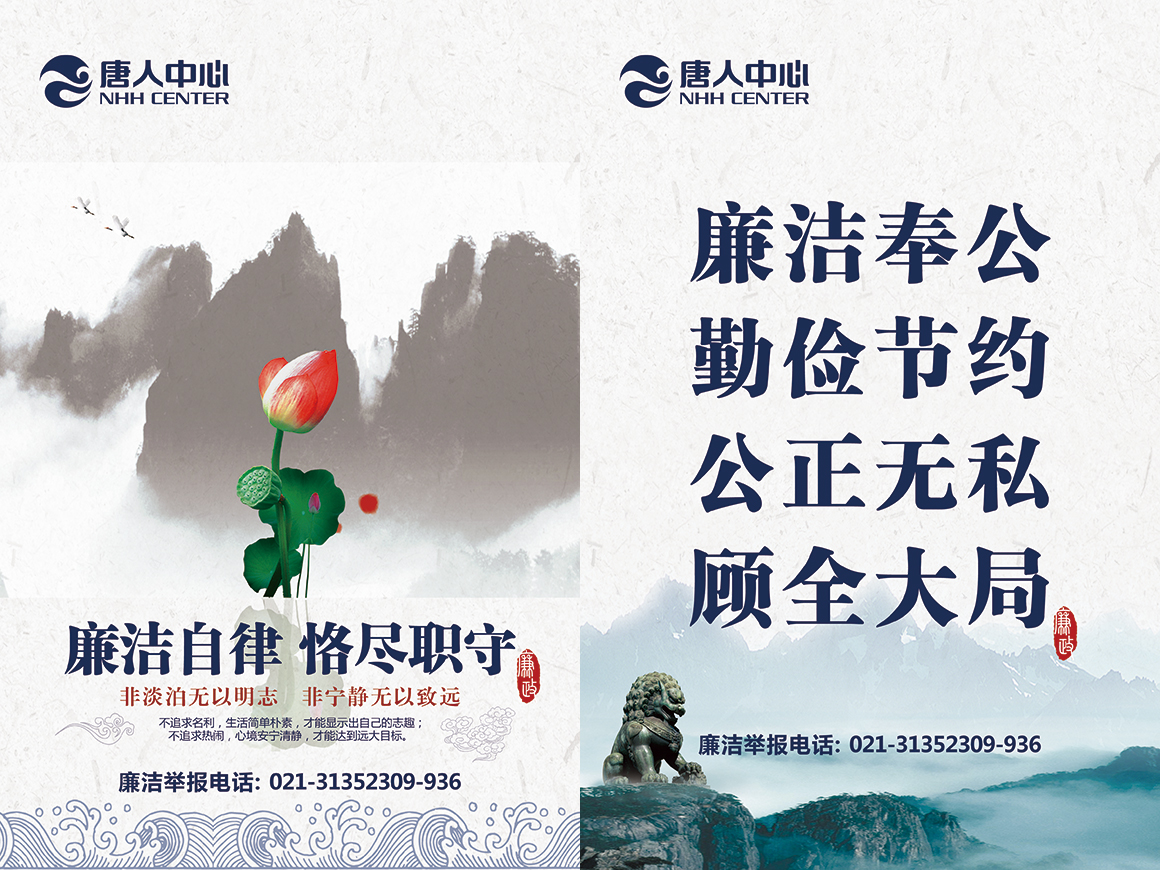 唐人中心
NHH CENTER
廉洁自律 恪尽职守
廉政
非淡泊无以明志 非宁静无以致远
不追求名利，生活简单朴素，才能显示出自己的志趣；
不追求热闹，心境安宁清静，才能达到远大目标。
廉洁举报电话: 021-31352309-936
唐人中心
NHH CENTER
廉洁奉公
勤俭节约
公正无私
顾全大局
廉政
廉洁举报电话: 021-31352309-936